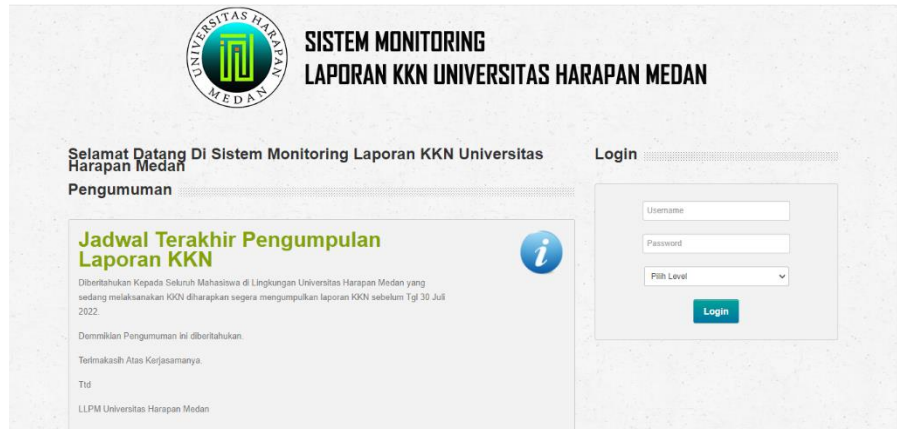 UNIVERSITAS HARAPAN
MEDAN
SISTEM MONITORING
LAPORAN KKN UNIVERSITAS HARAPAN MEDAN
Selamat Datang Di Sistem Monitoring Laporan KKN Universitas
Harapan Medan
Pengumuman
Jadwal Terakhir Pengumpulan
Laporan KKN
Diberitahukan Kepada Seluruh Mahasiswa di Lingkungan Universitas Harapan Medan yang
sedang melaksanakan KKN diharapkan segera mengumpulkan laporan KKN sebelum Tgl 30 Juli
2022.
Demmikian Pengumuman ini diberitahukan.
Terimakasih Atas Kerjasamanya.
Ttd
LLPM Universitas Harapan Medan
Login
Username
Password
Pilih Level
Login